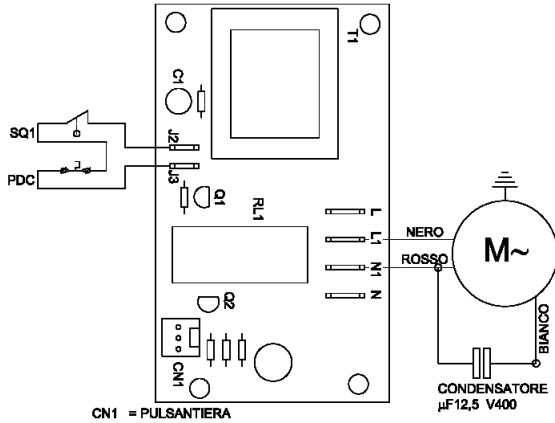 T1
C1
SQ1
J2
PDC
J3
Q1
RL1
L
L1
NERO
ROSSO
N1
N
M~
Q2
CN1
BIANCO
CONDENSATORE
µF12,5 V400
CN1 = PULSANTIERA